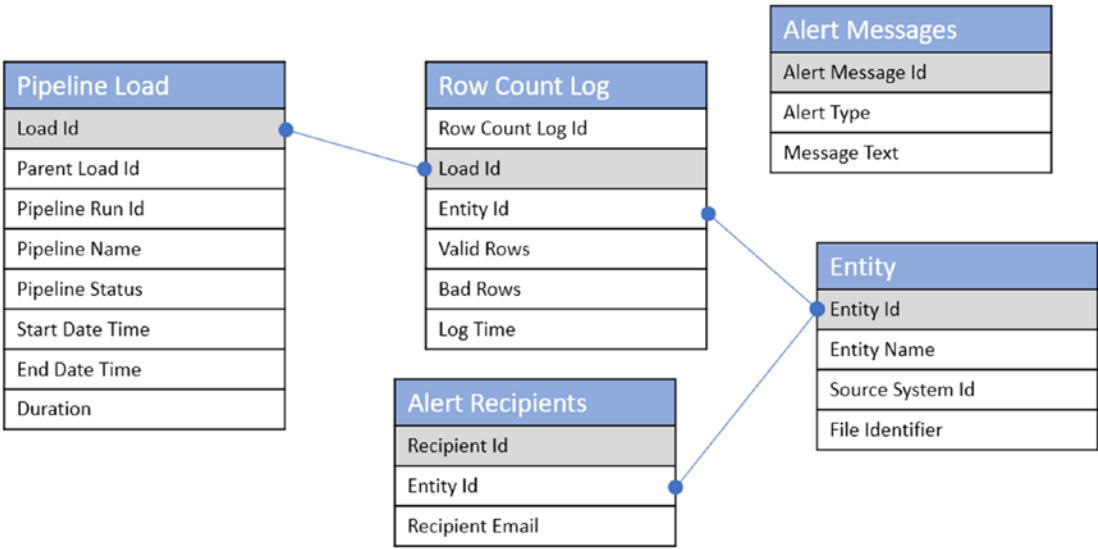 Pipeline Load
Load Id
Parent Load Id
Pipeline Run Id
Pipeline Name
Pipeline Status
Start Date Time
End Date Time
Duration
Row Count Log
Row Count Log Id
Load Id
Entity Id
Valid Rows
Bad Rows
Log Time
Alert Messages
Alert Message Id
Alert Type
Message Text
Entity
Entity Id
Entity Name
Source System Id
File Identifier
Alert Recipients
Recipient Id
Entity Id
Recipient Email